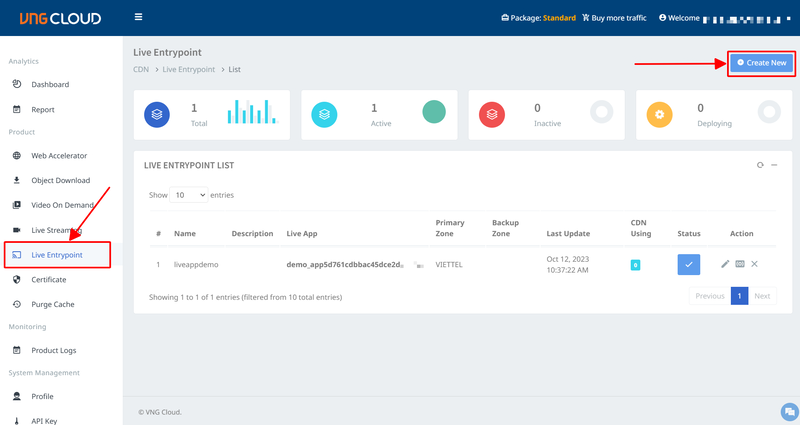 VNG CLOUD
Package: Standard
Buy more traffic
Welcome
Analytics
Dashboard
Report
Product
Web Accelerator
Object Download
Video On Demand
Live Streaming
Live Entrypoint
Certificate
Purge Cache
Monitoring
Product Logs
System Management
Profile
API Key
Live Entrypoint
CDN > Live Entrypoint > List
Create New
1
Total
1
Active
0
Inactive
0
Deploying
LIVE ENTRYPOINT LIST
Show 10 entries
# Name Description Live App Primary Zone Backup Zone Last Update CDN Using Status Action
1 liveappdemo demo_app5d761cdbbac45dce2d VIETTEL Oct 12, 2023 10:37:22 AM 0
Showing 1 to 1 of 1 entries (filtered from 10 total entries)
Previous 1 Next
© VNG Cloud.